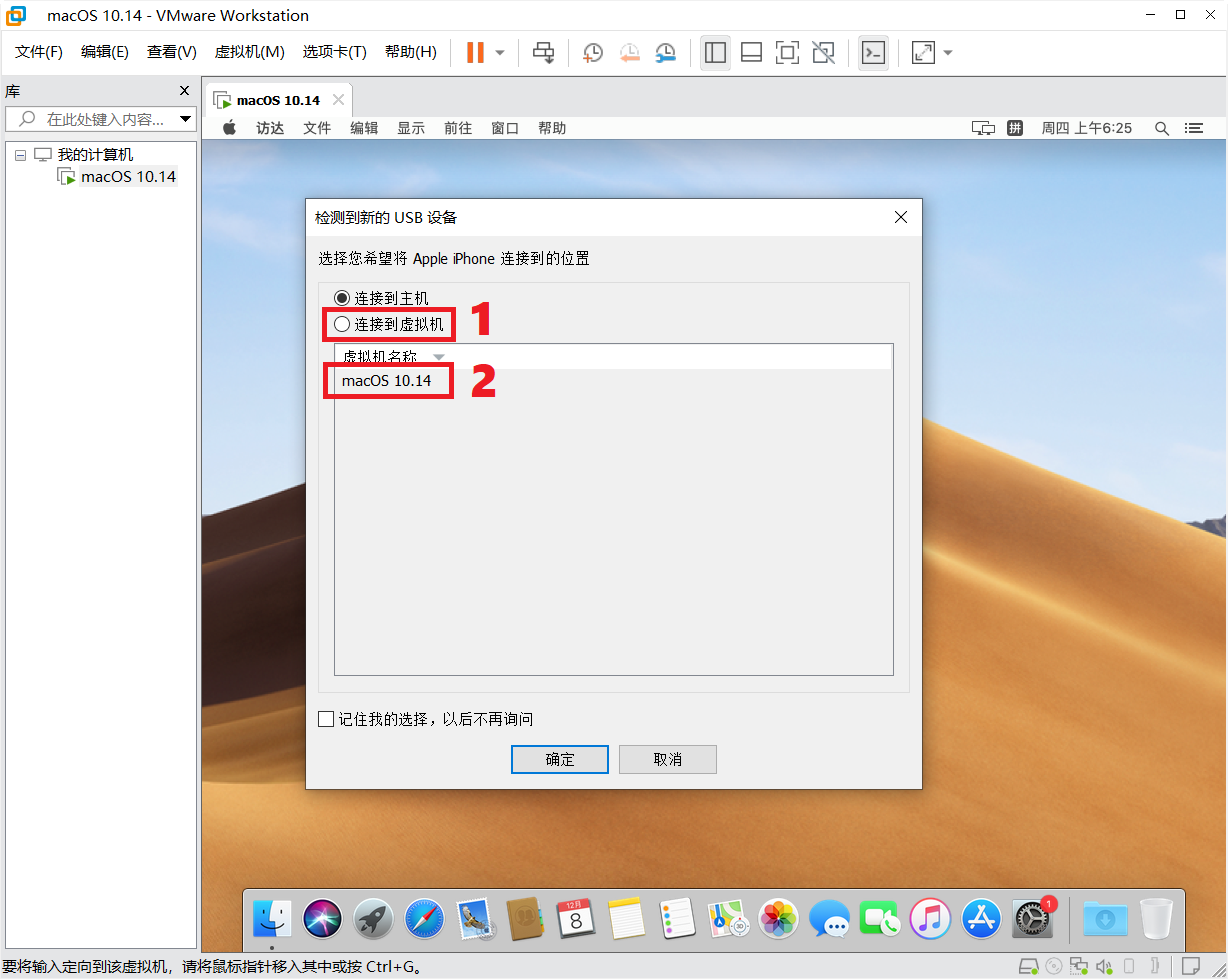 macOS 10.14 - VMware Workstation
文件(F) 编辑(E) 查看(V) 虚拟机(M) 选项卡(T) 帮助(H)
库
在此处键入内容...
我的计算机
macOS 10.14
macOS 10.14
访达 文件 编辑 显示 前往 窗口 帮助 拼 周四 上午6:25
检测到新的 USB 设备
选择您希望将 Apple iPhone 连接到的位置
连接到主机
连接到虚拟机 1
虚拟机名称
macOS 10.14 2
记住我的选择，以后不再询问
确定 取消
12月
8
3D
1
要将输入定向到该虚拟机，请将鼠标指针移入其中或按 Ctrl+G。